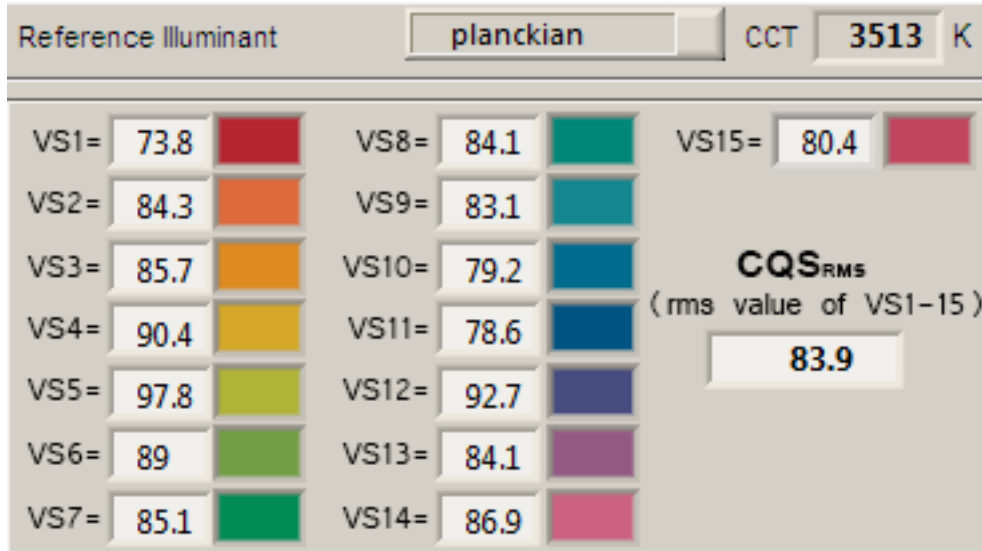 Reference Illuminant planckian CCT 3513 K
VS1= 73.8 VS8= 84.1 VS15= 80.4
VS2= 84.3 VS9= 83.1
VS3= 85.7 VS10= 79.2 CQSRMS
VS4= 90.4 VS11= 78.6 (rms value of VS1-15)
VS5= 97.8 VS12= 92.7 83.9
VS6= 89 VS13= 84.1
VS7= 85.1 VS14= 86.9